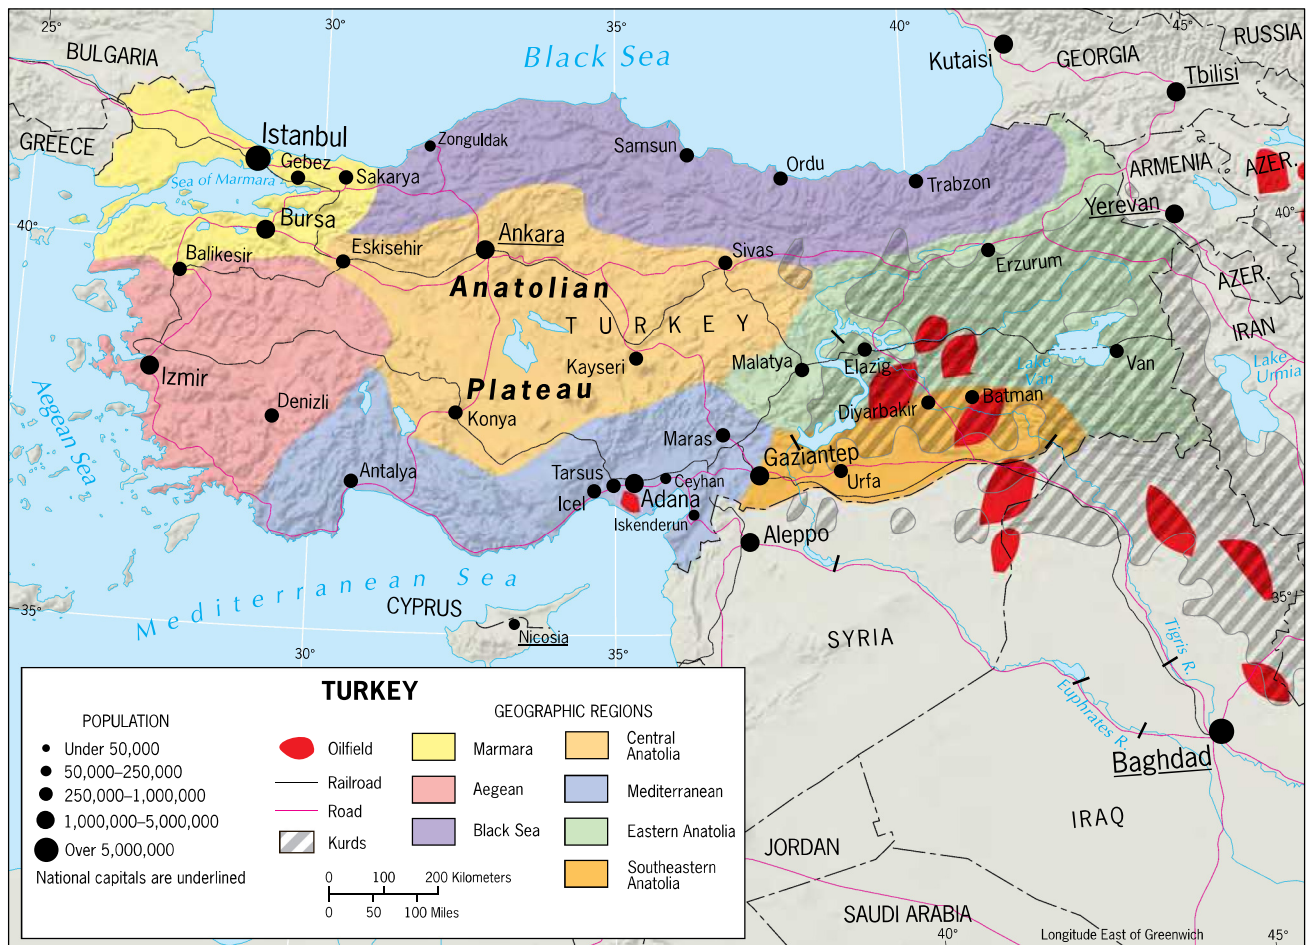 25°
30°
35°
40°
45°
BULGARIA
Black Sea
Kutaisi
GEORGIA
RUSSIA
Tbilisi
GREECE
Istanbul
Gebez
Zonguldak
Samsun
Ordu
Trabzon
ARMENIA
AZER.
Sea of Marmara
Sakarya
Yerevan
40°
40°
Bursa
Ankara
Balikesir
Eskisehir
Sivas
Erzurum
AZER.
Anatolian
TURKEY
IRAN
Izmir
Kayseri
Malatya
Elazig
Lake
Van
Van
Lake
Urmia
Plateau
Aegean Sea
Denizli
Konya
Diyarbakir
Batman
Maras
Antalya
Tarsus
Ceyhan
Gaziantep
Urfa
Icel
Adana
Iskenderun
Aleppo
Mediterranean Sea
CYPRUS
35°
35°
Nicosia
SYRIA
Tigris R.
30°
35°
Euphrates R.
Baghdad
IRAQ
JORDAN
SAUDI ARABIA
40°
45°
Longitude East of Greenwich
TURKEY
POPULATION
Under 50,000
50,000–250,000
250,000–1,000,000
1,000,000–5,000,000
Over 5,000,000
National capitals are underlined
Oilfield
Railroad
Road
Kurds
0 100 200 Kilometers
0 50 100 Miles
GEOGRAPHIC REGIONS
Marmara
Aegean
Black Sea
Central
Anatolia
Mediterranean
Eastern Anatolia
Southeastern
Anatolia